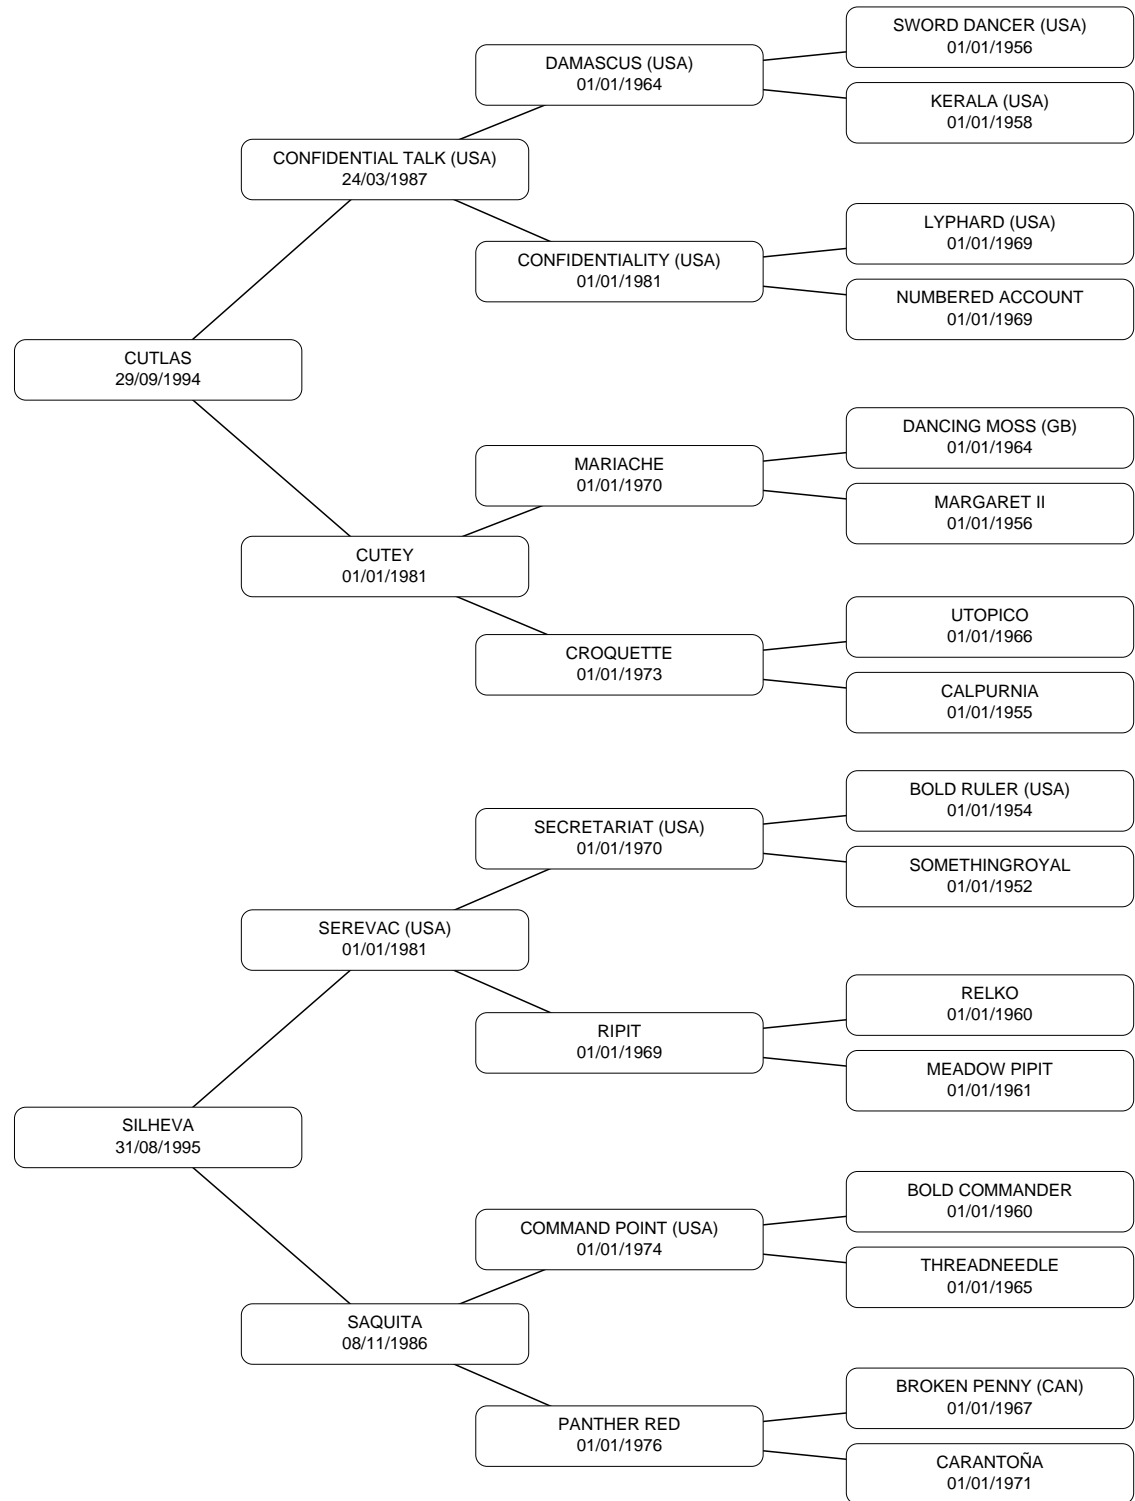 SWORD DANCER (USA)
01/01/1956
DAMASCUS (USA)
01/01/1964
KERALA (USA)
01/01/1958
CONFIDENTIAL TALK (USA)
24/03/1987
LYPHARD (USA)
01/01/1969
CONFIDENTIALITY (USA)
01/01/1981
NUMBERED ACCOUNT
01/01/1969
CUTLAS
29/09/1994
DANCING MOSS (GB)
01/01/1964
MARIACHE
01/01/1970
MARGARET II
01/01/1956
CUTEY
01/01/1981
UTOPICO
01/01/1966
CROQUETTE
01/01/1973
CALPURNIA
01/01/1955
BOLD RULER (USA)
01/01/1954
SECRETARIAT (USA)
01/01/1970
SOMETHINGROYAL
01/01/1952
SEREVAC (USA)
01/01/1981
RELKO
01/01/1960
RIPIT
01/01/1969
MEADOW PIPIT
01/01/1961
SILHEVA
31/08/1995
BOLD COMMANDER
01/01/1960
COMMAND POINT (USA)
01/01/1974
THREADNEEDLE
01/01/1965
SAQUITA
08/11/1986
BROKEN PENNY (CAN)
01/01/1967
PANTHER RED
01/01/1976
CARANTOÑA
01/01/1971